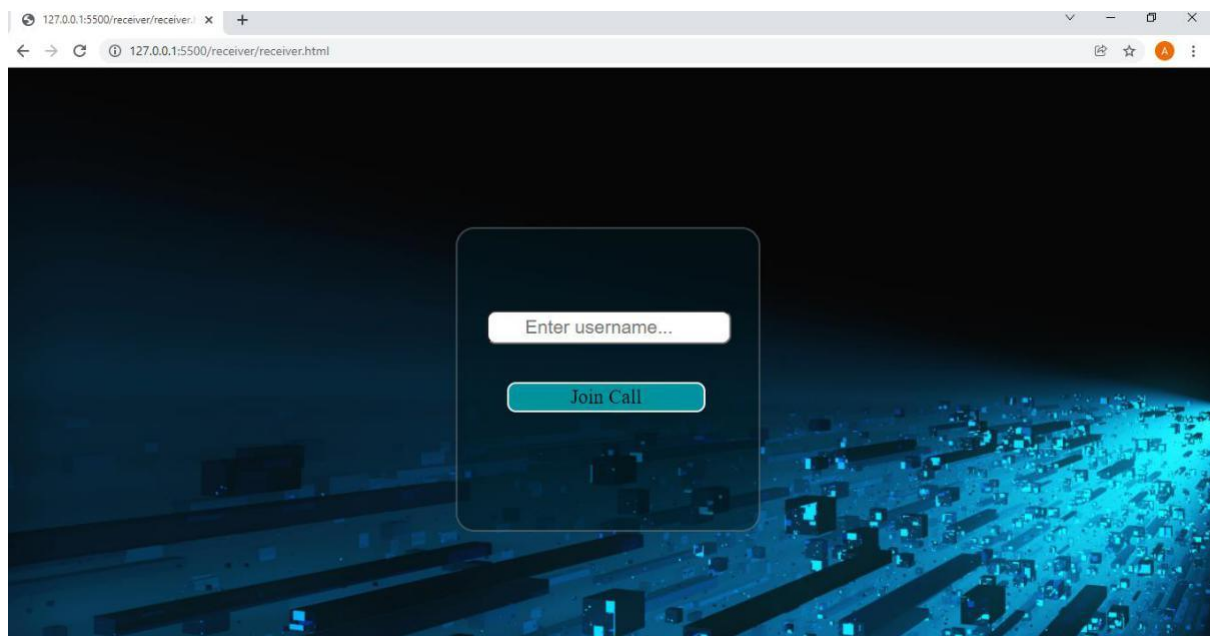 127.0.0.1:5500/receiver/receiver.
127.0.0.1:5500/receiver/receiver.html
A
Enter username...
Join Call